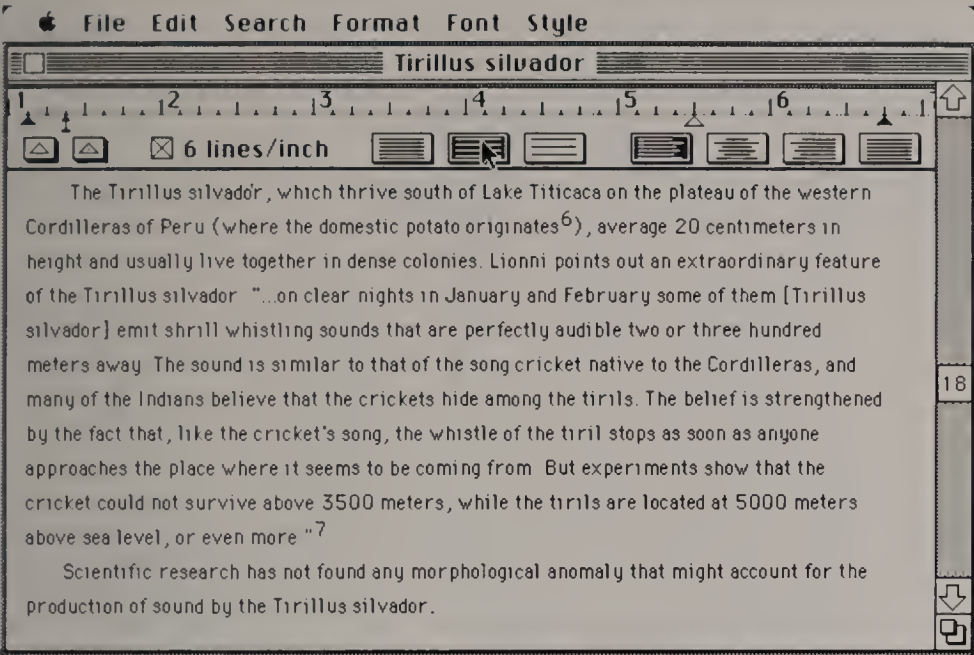 File Edit Search Format Font Style
Tirillus silvador
1 2 3 4 5 6
6 lines/inch
The Tirillus silvador, which thrive south of Lake Titicaca on the plateau of the western
Cordilleras of Peru (where the domestic potato originates6), average 20 centimeters in
height and usually live together in dense colonies. Lionni points out an extraordinary feature
of the Tirillus silvador "...on clear nights in January and February some of them [Tirillus
silvador] emit shrill whistling sounds that are perfectly audible two or three hundred
meters away The sound is similar to that of the song cricket native to the Cordilleras, and
many of the Indians believe that the crickets hide among the tirils. The belief is strengthened
by the fact that, like the cricket's song, the whistle of the tiril stops as soon as anyone
approaches the place where it seems to be coming from But experiments show that the
cricket could not survive above 3500 meters, while the tirils are located at 5000 meters
above sea level, or even more "7
Scientific research has not found any morphological anomaly that might account for the
production of sound by the Tirillus silvador.
18